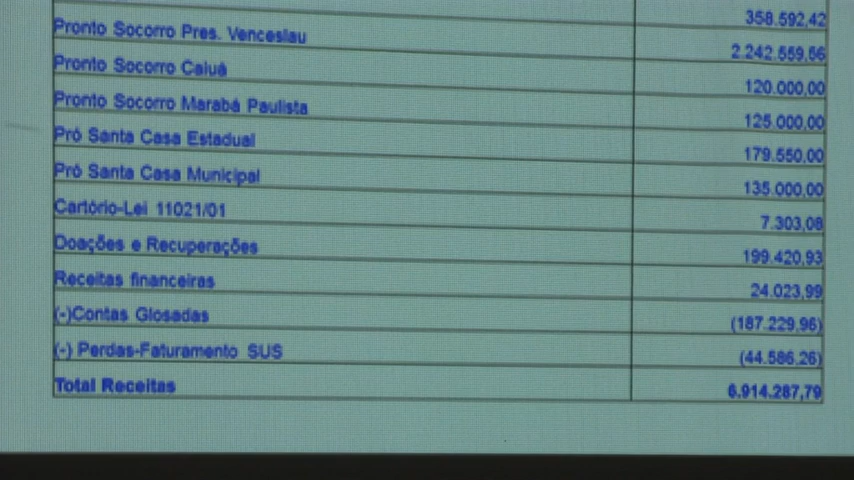 358.592,42
Pronto Socorro Pres. Venceslau 2.242.559,66
Pronto Socorro Caiuá 120.000,00
Pronto Socorro Marabá Paulista 125.000,00
Pró Santa Casa Estadual 179.550,00
Pró Santa Casa Municipal 135.000,00
Cartório-Lei 11021/01 7.303,08
Doações e Recuperações 199.420,93
Receitas financeiras 24.023,99
(-)Contas Glosadas (187.229,96)
(-) Perdas-Faturamento SUS (44.586,26)
Total Receitas 6.914.287,79